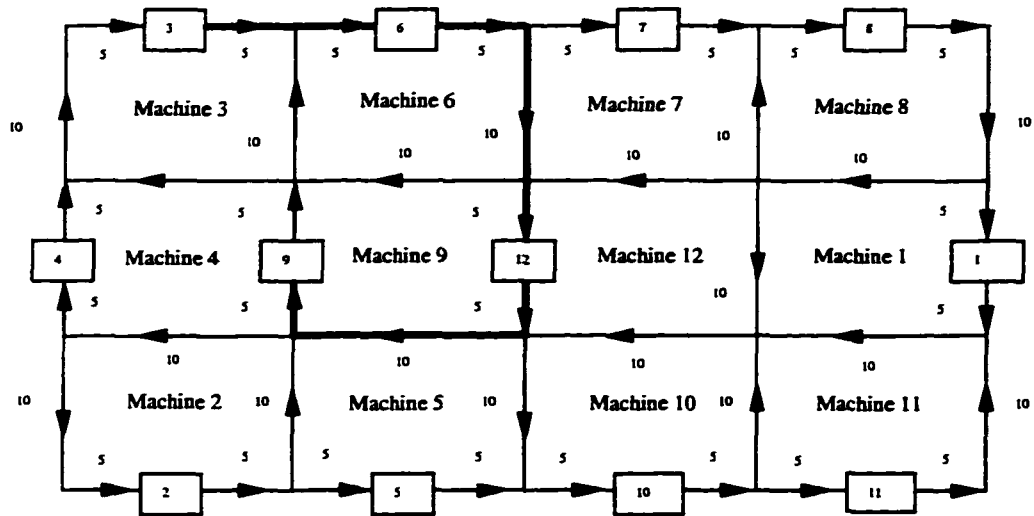 3 6 7 8
5 5 5 5 5 5 5 5
Machine 3 Machine 6 Machine 7 Machine 8
10 10 10
10 10 10
5 5 5 5
4 Machine 4 9 Machine 9 12 Machine 12 Machine 1 1
5 5 5 10 5
10 10 10 10
10 Machine 2 10 Machine 5 10 Machine 10 10 Machine 11 10
5 5 5 5 5 5 5 5
2 5 10 11